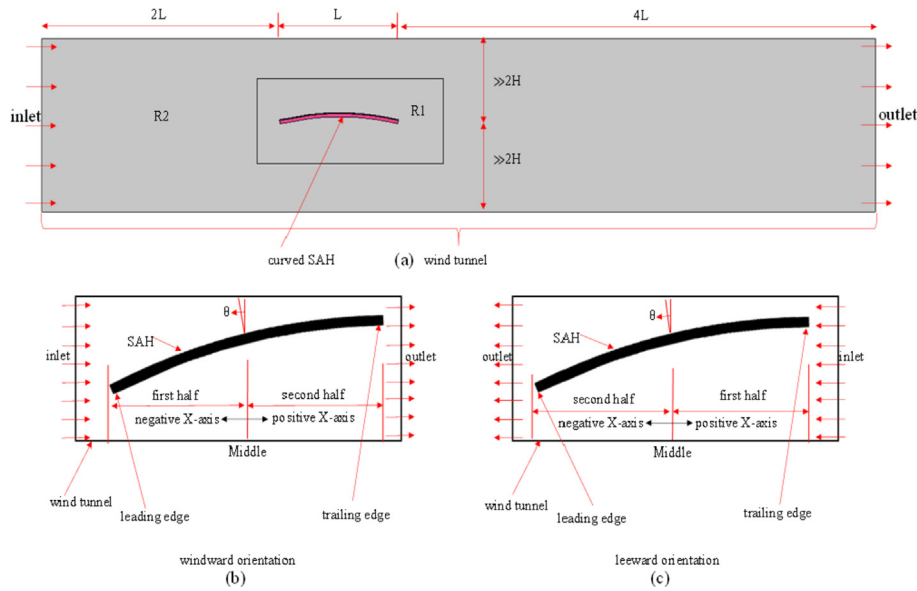 2L
L
4L
≫2H
R1
R2
inlet
outlet
≫2H
curved SAH
(a) wind tunnel
θ
SAH
inlet
outlet
first half
second half
negative X-axis
positive X-axis
Middle
wind tunnel
leading edge
trailing edge
windward orientation
(b)
θ
SAH
outlet
inlet
second half
first half
negative X-axis
positive X-axis
Middle
wind tunnel
leading edge
trailing edge
leeward orientation
(c)